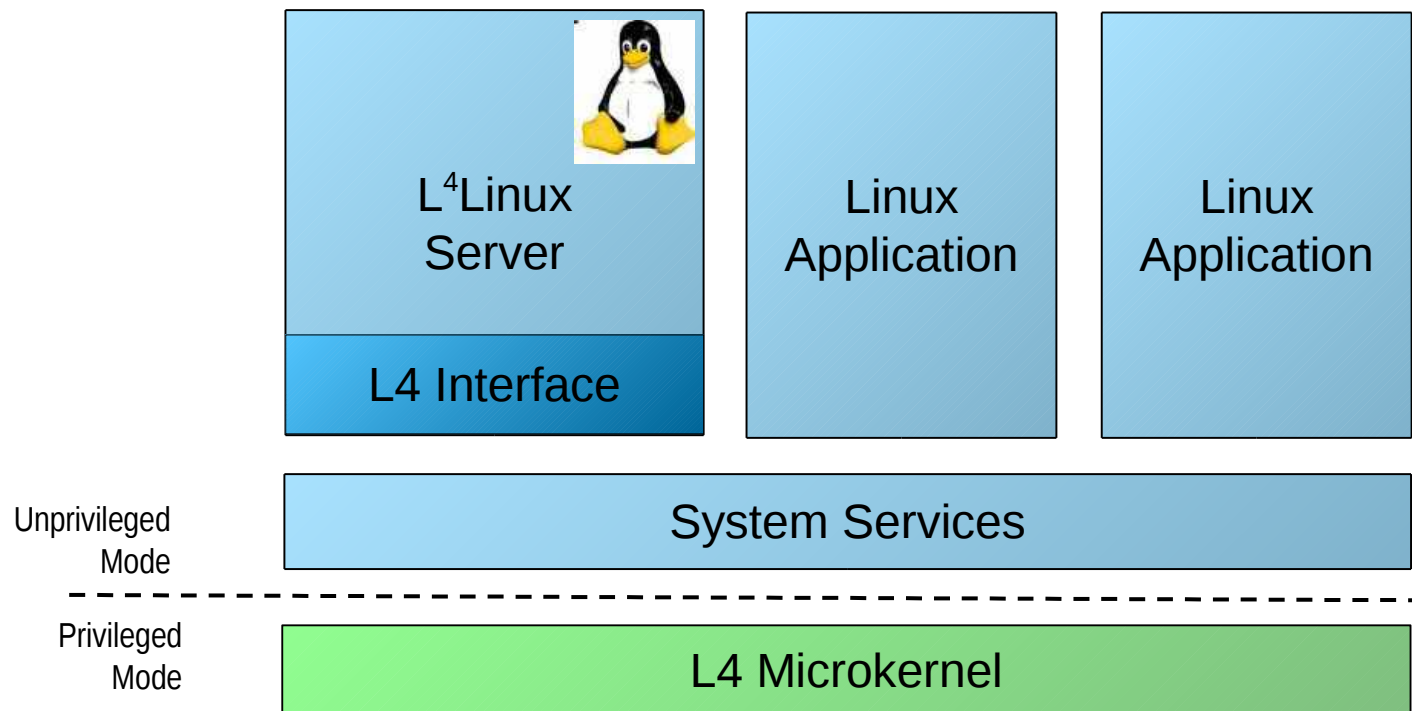 L⁴Linux
Server
Linux
Application
Linux
Application
L4 Interface
System Services
Unprivileged
Mode
Privileged
Mode
L4 Microkernel